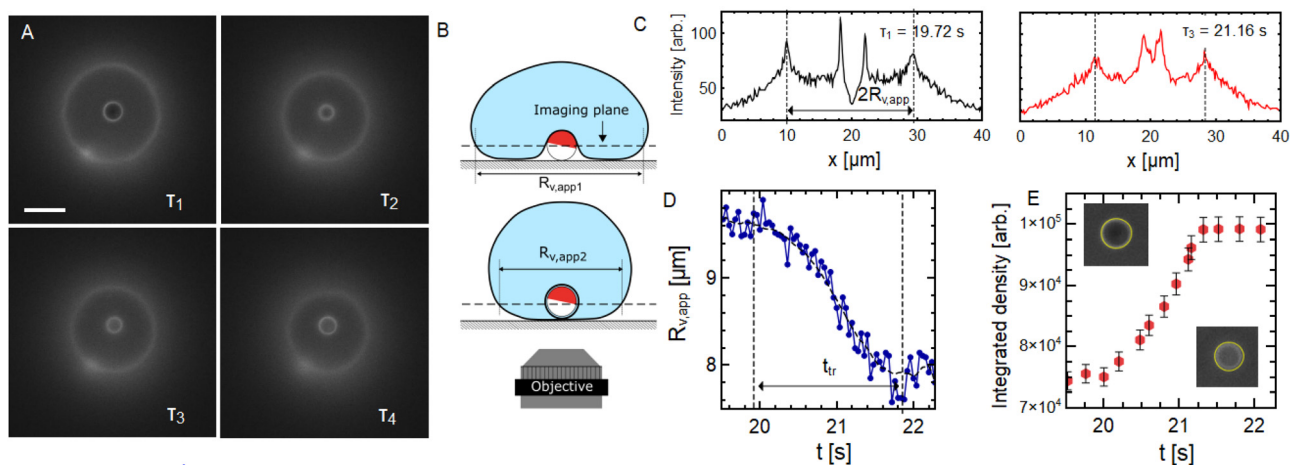 A
τ₁
τ₂
τ₃
τ₄
B
Imaging plane
Rv,app1
Rv,app2
Objective
C
Intensity [arb.]
100
50
τ₁ = 19.72 s
2Rv,app
0 10 20 30 40
x [μm]
τ₃ = 21.16 s
0 10 20 30 40
x [μm]
D
Rv,app [μm]
9
8
ttr
20 21 22
t [s]
E
Integrated density [arb.]
1×10⁵
9×10⁴
8×10⁴
7×10⁴
20 21 22
t [s]